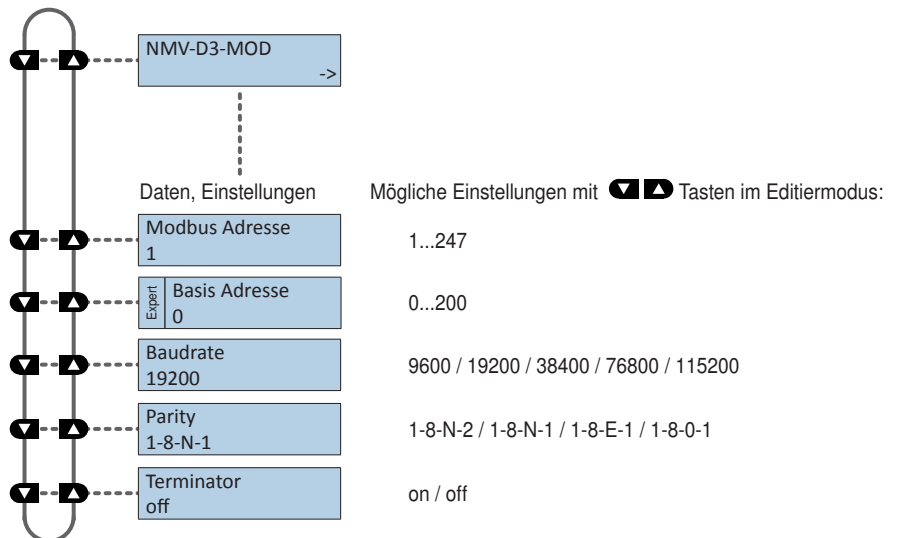 NMV-D3-MOD
->
Daten, Einstellungen
Mögliche Einstellungen mit Tasten im Editiermodus:
Modbus Adresse
1
1...247
Expert
Basis Adresse
0
0...200
Baudrate
19200
9600 / 19200 / 38400 / 76800 / 115200
Parity
1-8-N-1
1-8-N-2 / 1-8-N-1 / 1-8-E-1 / 1-8-0-1
Terminator
off
on / off